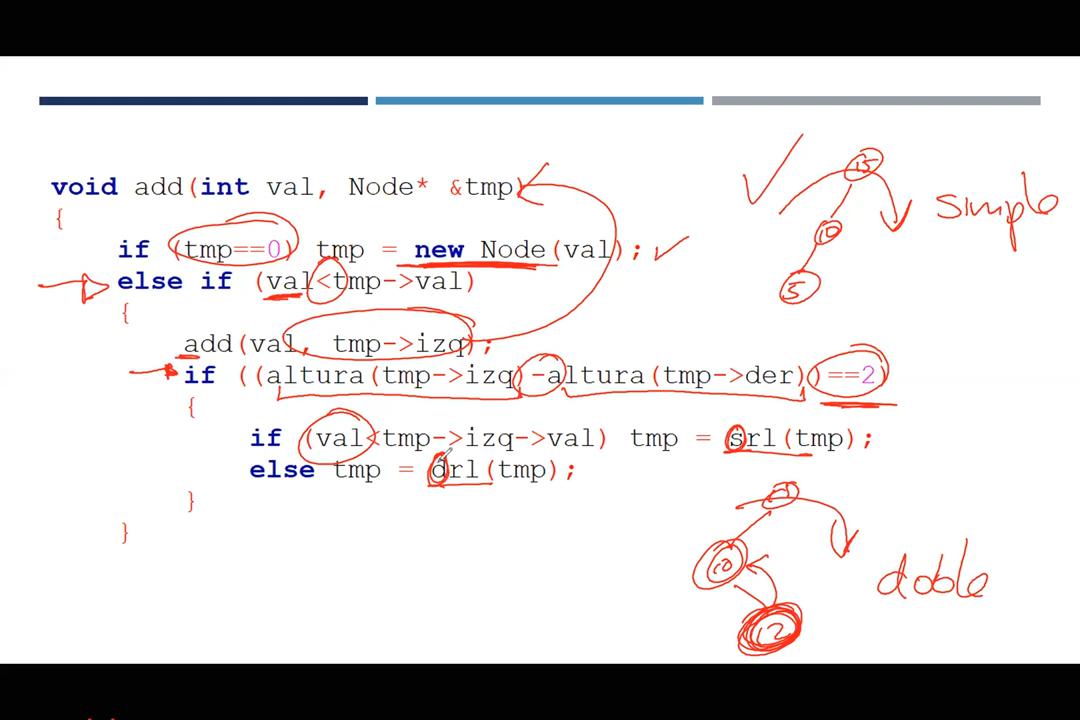 void add(int val, Node* &tmp)
{
if (tmp==0) tmp = new Node(val);
else if (val<tmp->val)
{
add(val, tmp->izq);
if ((altura(tmp->izq)-altura(tmp->der))==2)
{
if (val<tmp->izq->val) tmp = srl(tmp);
else tmp = drl(tmp);
}
}
15
simple
10
5
10
doble
12